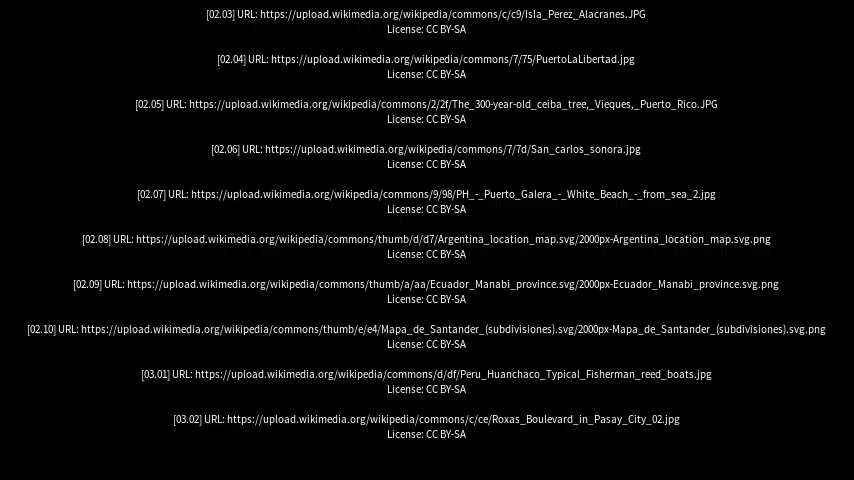 [02.03] URL: https://upload.wikimedia.org/wikipedia/commons/c/c9/Isla_Perez_Alacranes.JPG
License: CC BY-SA
[02.04] URL: https://upload.wikimedia.org/wikipedia/commons/7/75/PuertoLaLibertad.jpg
License: CC BY-SA
[02.05] URL: https://upload.wikimedia.org/wikipedia/commons/2/2f/The_300-year-old_ceiba_tree,_Vieques,_Puerto_Rico.JPG
License: CC BY-SA
[02.06] URL: https://upload.wikimedia.org/wikipedia/commons/7/7d/San_carlos_sonora.jpg
License: CC BY-SA
[02.07] URL: https://upload.wikimedia.org/wikipedia/commons/9/98/PH_-_Puerto_Galera_-_White_Beach_-_from_sea_2.jpg
License: CC BY-SA
[02.08] URL: https://upload.wikimedia.org/wikipedia/commons/thumb/d/d7/Argentina_location_map.svg/2000px-Argentina_location_map.svg.png
License: CC BY-SA
[02.09] URL: https://upload.wikimedia.org/wikipedia/commons/thumb/a/aa/Ecuador_Manabi_province.svg/2000px-Ecuador_Manabi_province.svg.png
License: CC BY-SA
[02.10] URL: https://upload.wikimedia.org/wikipedia/commons/thumb/e/e4/Mapa_de_Santander_(subdivisiones).svg/2000px-Mapa_de_Santander_(subdivisiones).svg.png
License: CC BY-SA
[03.01] URL: https://upload.wikimedia.org/wikipedia/commons/d/df/Peru_Huanchaco_Typical_Fisherman_reed_boats.jpg
License: CC BY-SA
[03.02] URL: https://upload.wikimedia.org/wikipedia/commons/c/ce/Roxas_Boulevard_in_Pasay_City_02.jpg
License: CC BY-SA